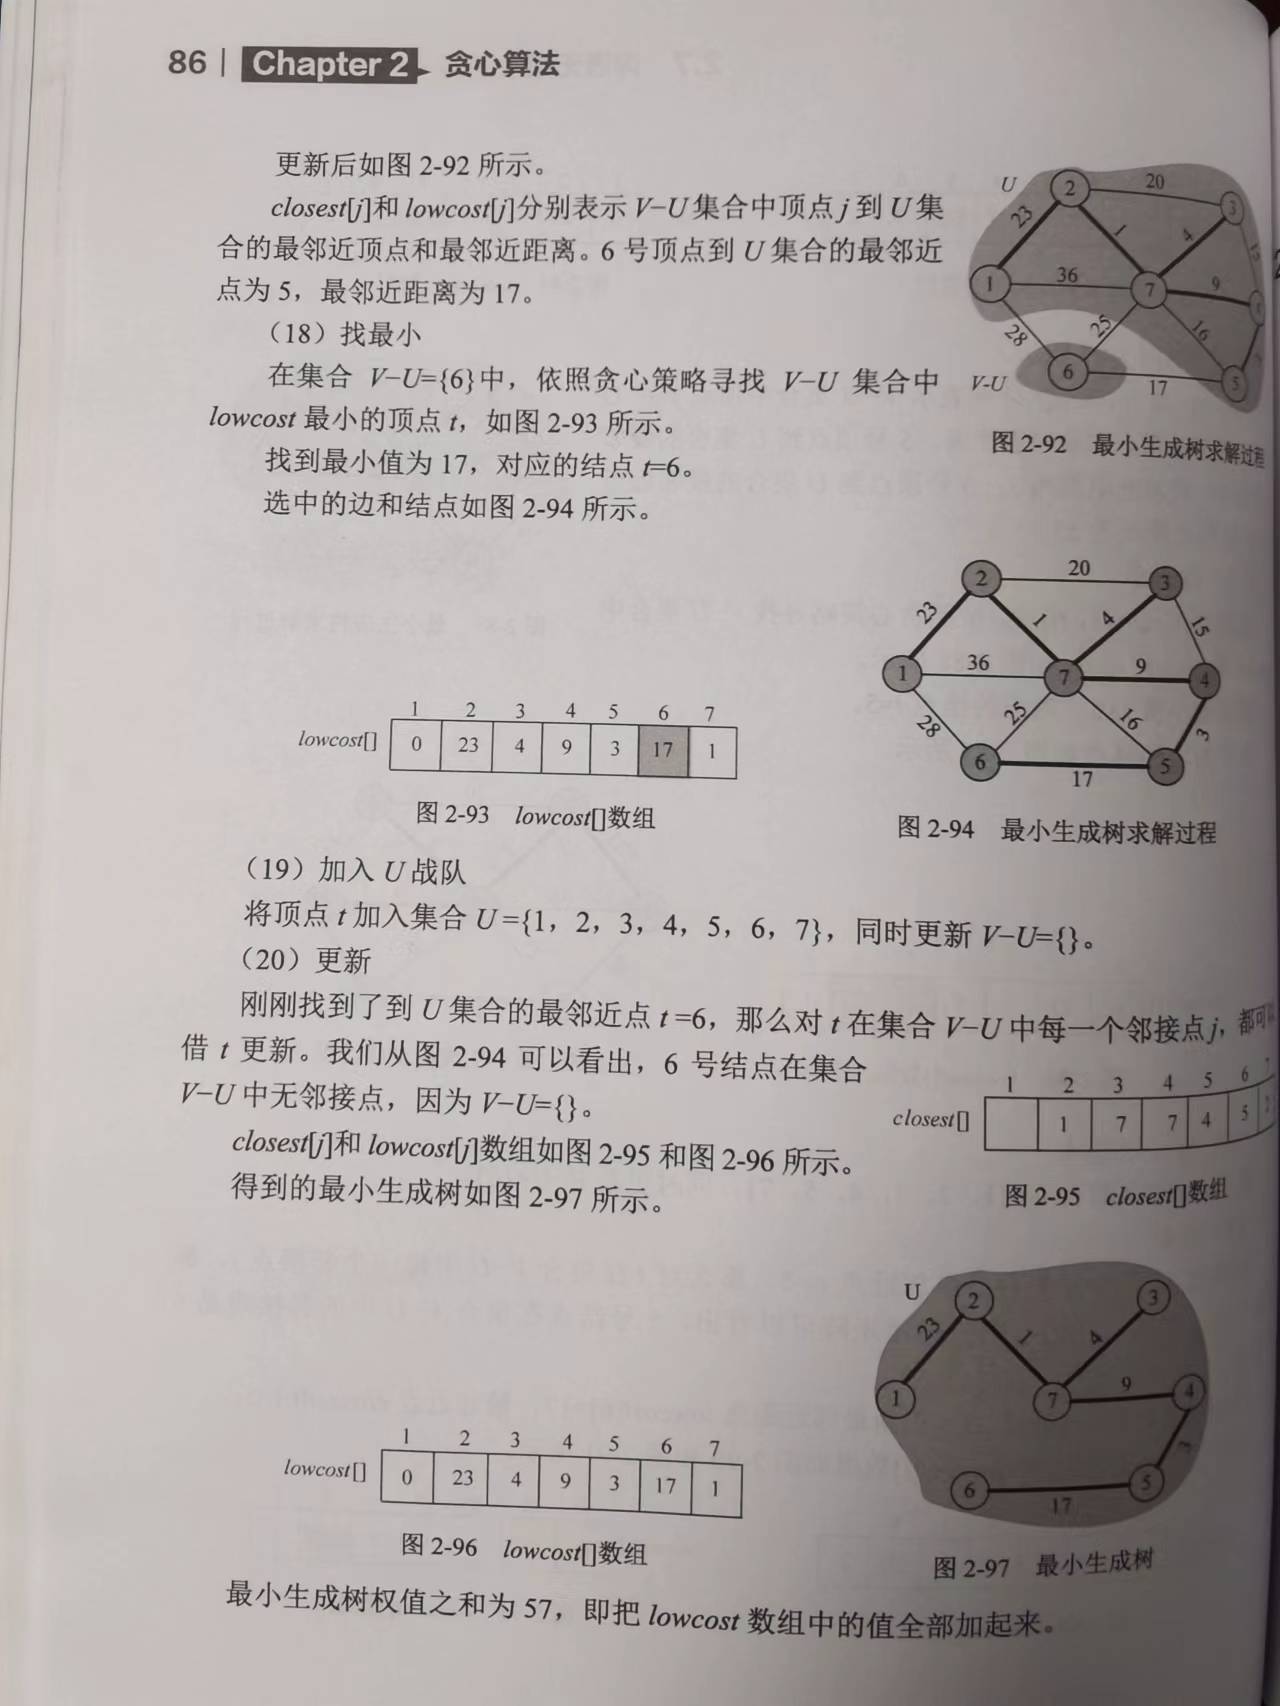 86 | Chapter 2 贪心算法
更新后如图 2-92 所示。
closest[j]和 lowcost[j]分别表示 V−U 集合中顶点 j 到 U 集
合的最邻近顶点和最邻近距离。6 号顶点到 U 集合的最邻近
点为 5，最邻近距离为 17。
（18）找最小
在集合 V−U={6}中，依照贪心策略寻找 V−U 集合中
lowcost 最小的顶点 t，如图 2-93 所示。
找到最小值为 17，对应的结点 t=6。
选中的边和结点如图 2-94 所示。
U
2
20
3
23
1
4
1
36
7
9
28
25
16
V-U
6
17
5
图 2-92 最小生成树求解过程
1 2 3 4 5 6 7
lowcost[] 0 23 4 9 3 17 1
图 2-93 lowcost[]数组
2
20
3
23
1
4
15
1
36
7
9
4
28
25
16
3
6
17
5
图 2-94 最小生成树求解过程
（19）加入 U 战队
将顶点 t 加入集合 U ={1，2，3，4，5，6，7}，同时更新 V−U={}。
（20）更新
刚刚找到了到 U 集合的最邻近点 t =6，那么对 t 在集合 V−U 中每一个邻接点 j，都可
借 t 更新。我们从图 2-94 可以看出，6 号结点在集合
V−U 中无邻接点，因为 V−U={}。
closest[j]和 lowcost[j]数组如图 2-95 和图 2-96 所示。
得到的最小生成树如图 2-97 所示。
1 2 3 4 5 6 7
closest[] 1 7 7 4 5 2
图 2-95 closest[]数组
U
2
3
23
1
4
1
7
9
4
3
6
17
5
图 2-97 最小生成树
1 2 3 4 5 6 7
lowcost[] 0 23 4 9 3 17 1
图 2-96 lowcost[]数组
最小生成树权值之和为 57，即把 lowcost 数组中的值全部加起来。